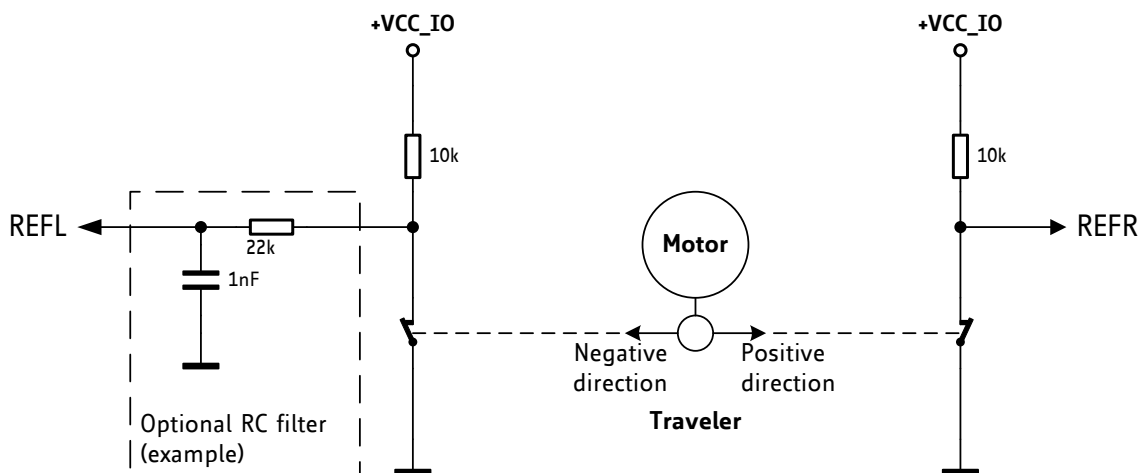 +VCC_IO
+VCC_IO
10k
10k
REFL
22k
1nF
Motor
REFR
Negative
direction
Positive
direction
Traveler
Optional RC filter
(example)